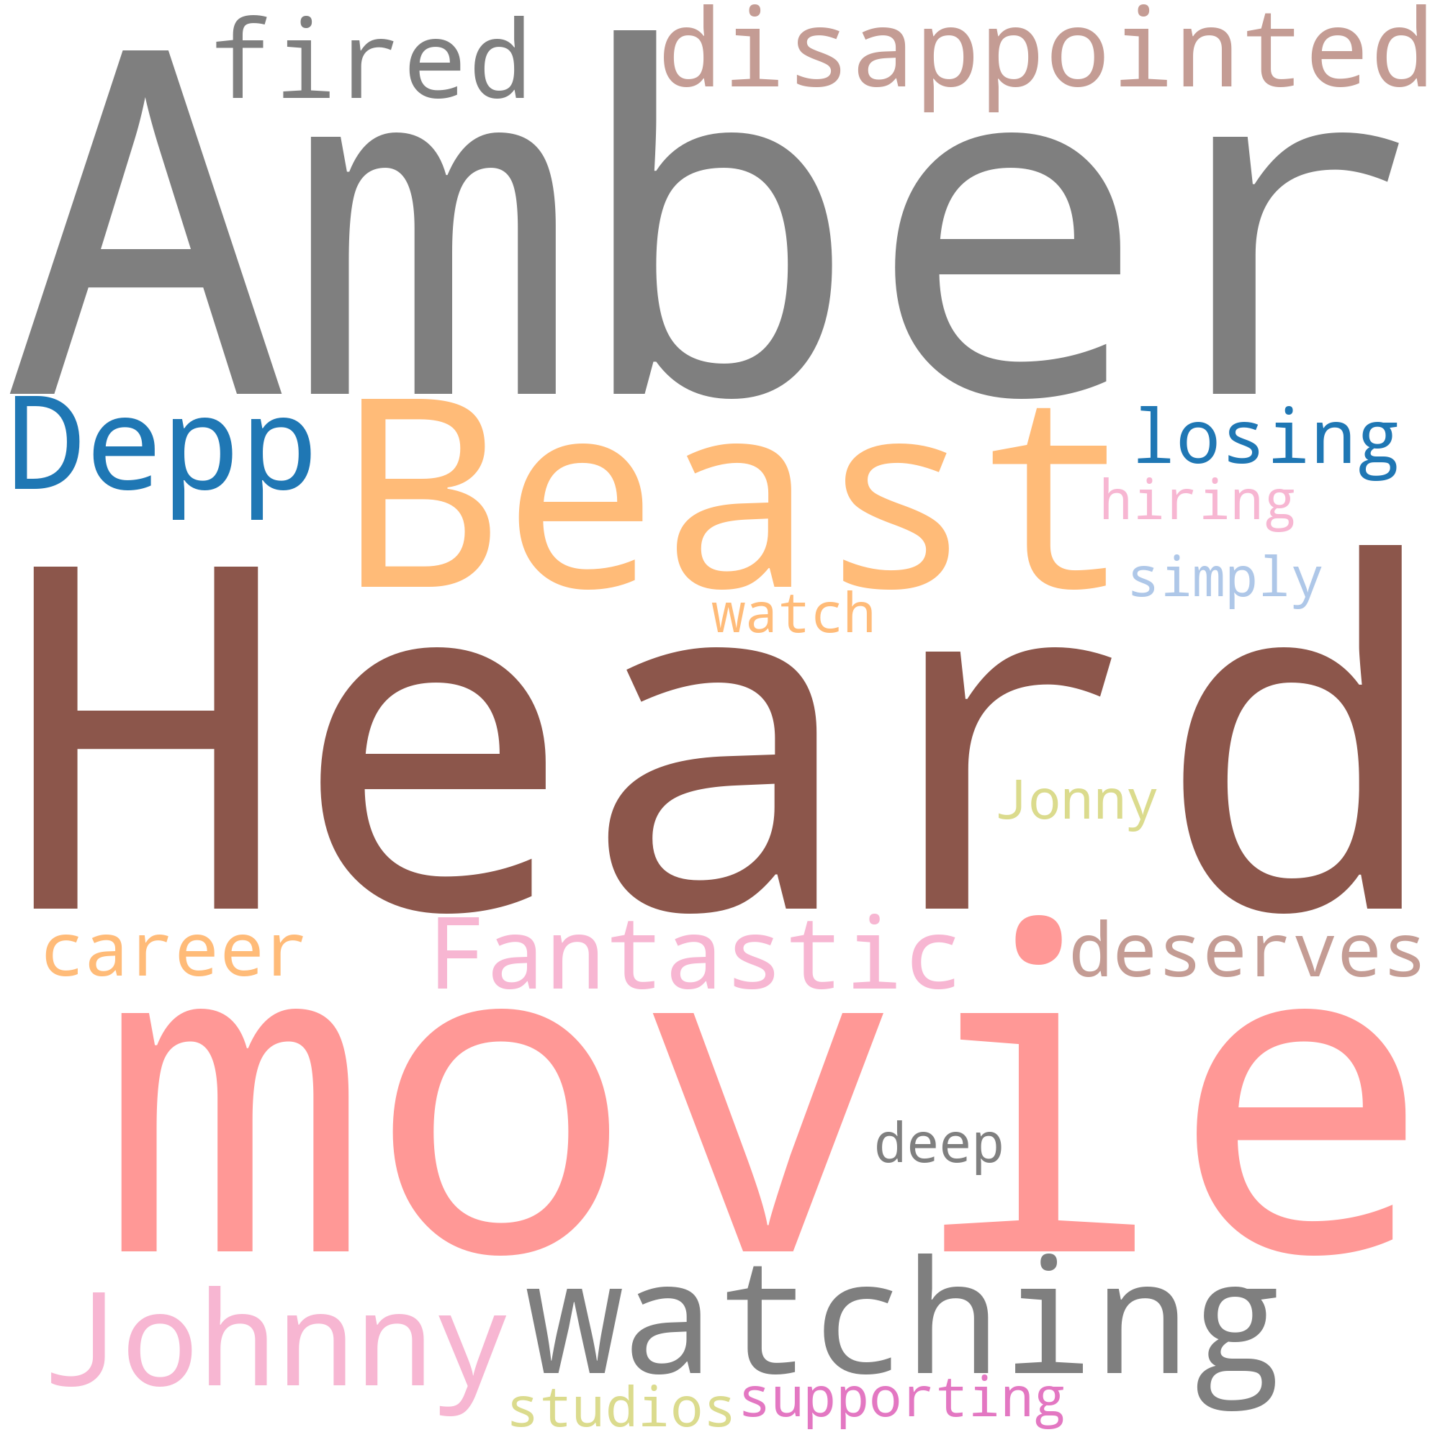 fired disappointed
Amber
Depp Beast losing
hiring
simply
watch
Heard
Jonny
career Fantastic deserves
movie
deep
Johnny watching
studios supporting